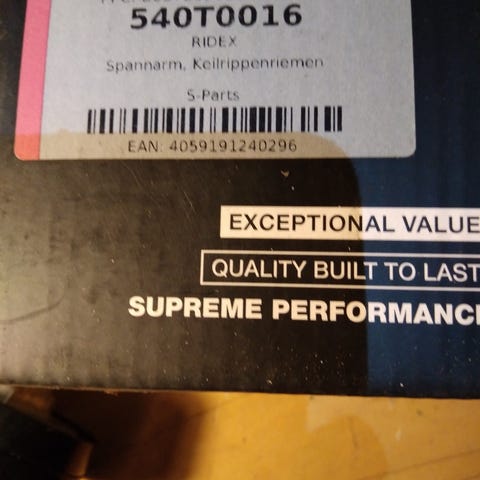 540T0016
RIDEX
Spannarm, Keilrippenriemen
S-Parts
EAN: 4059191240296
EXCEPTIONAL VALUE
QUALITY BUILT TO LAST
SUPREME PERFORMANC